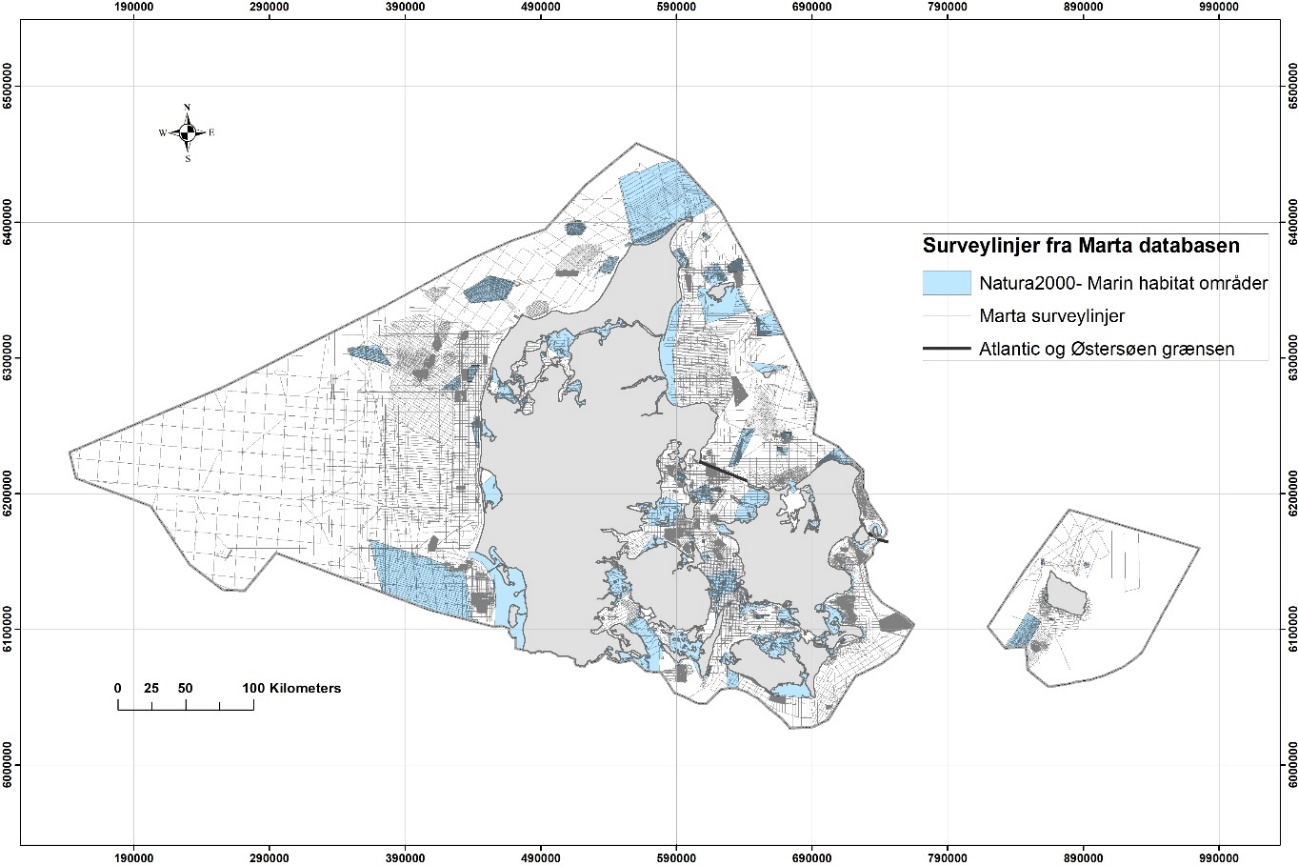 190000 290000 390000 490000 590000 690000 790000 890000 990000
6500000 6500000
N
W E
S
6400000 6400000
Surveylinjer fra Marta databasen
Natura2000- Marin habitat områder
Marta surveylinjer
Atlantic og Østersøen grænsen
6300000 6300000
6200000 6200000
6100000 6100000
0 25 50 100 Kilometers
6000000 6000000
190000 290000 390000 490000 590000 690000 790000 890000 990000